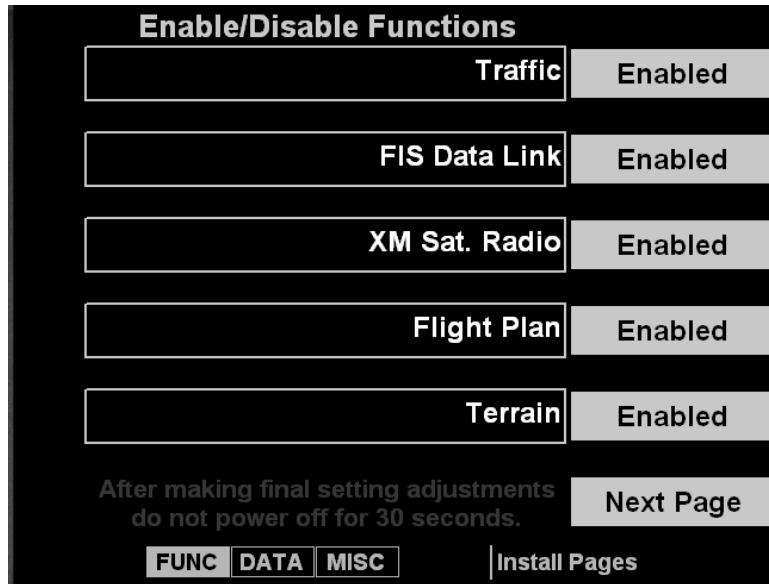 Enable/Disable Functions
Traffic Enabled
FIS Data Link Enabled
XM Sat. Radio Enabled
Flight Plan Enabled
Terrain Enabled
After making final setting adjustments
do not power off for 30 seconds.
Next Page
FUNC DATA MISC Install Pages